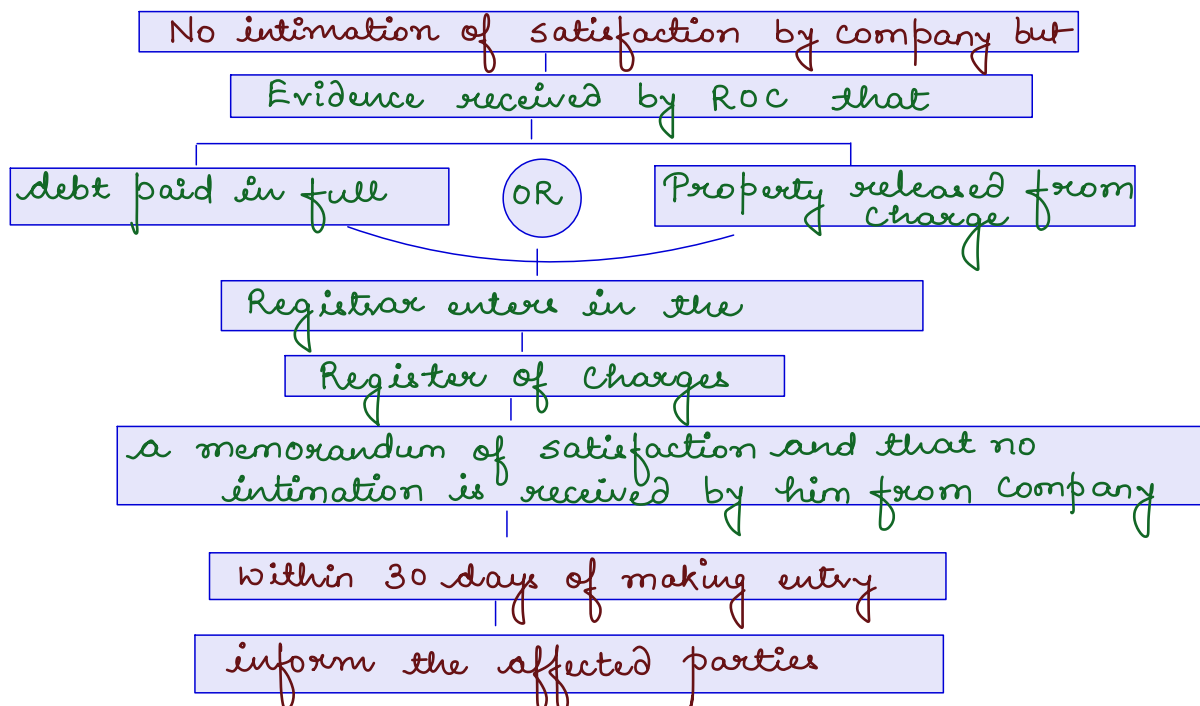 No intimation of satisfaction by company but
Evidence received by ROC that
debt paid in full
OR
Property released from
charge
Registrar enters in the
Register of Charges
a memorandum of satisfaction and that no
intimation is received by him from Company
Within 30 days of making entry
inform the affected parties